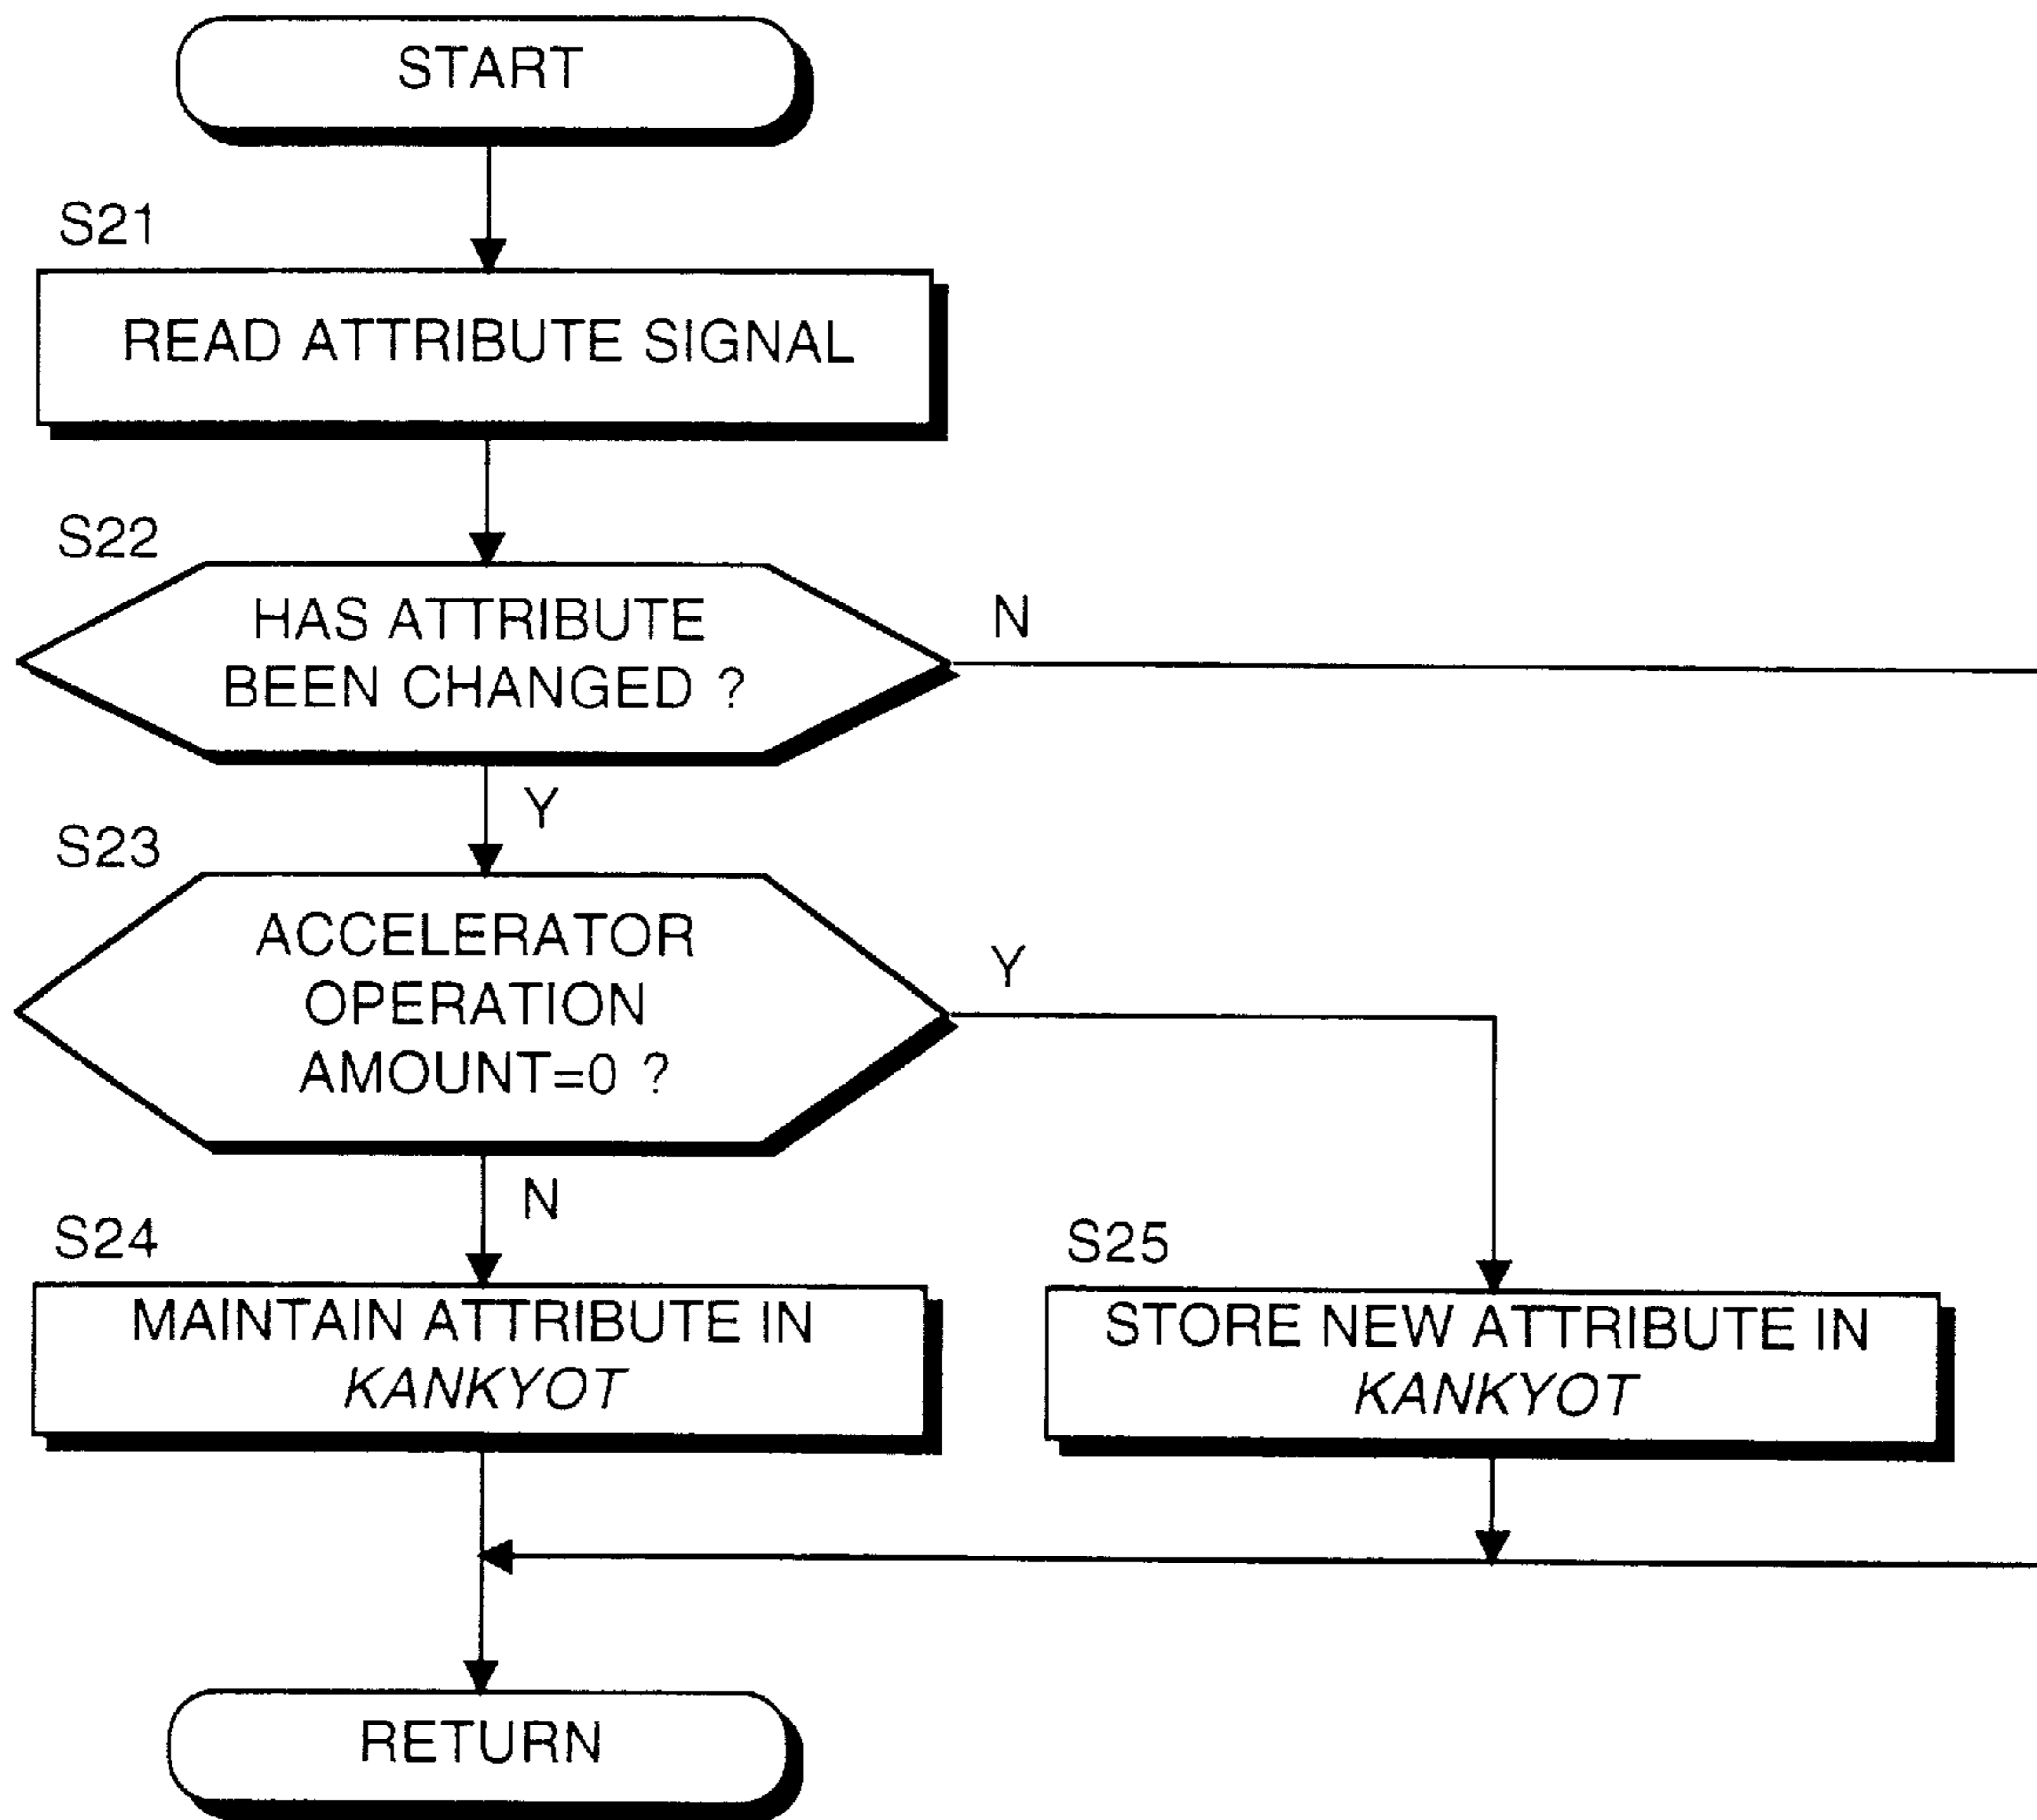 START
S21
READ ATTRIBUTE SIGNAL
S22
HAS ATTRIBUTE
BEEN CHANGED ?
N
Y
S23
ACCELERATOR
OPERATION
AMOUNT=0 ?
Y
N
S24
MAINTAIN ATTRIBUTE IN
KANKYOT
S25
STORE NEW ATTRIBUTE IN
KANKYOT
RETURN